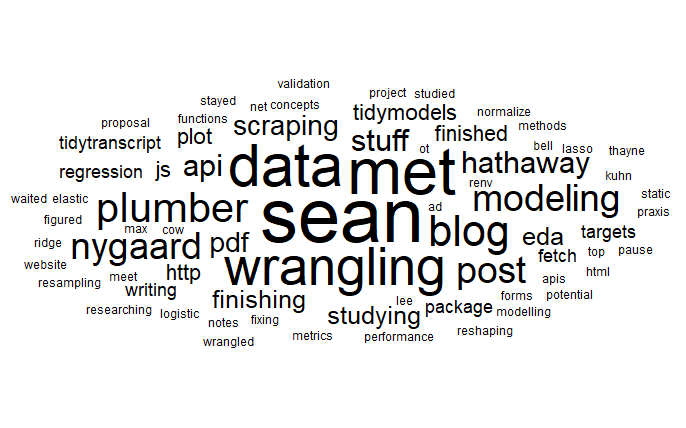 validation
stayed net concepts project studied
proposal functions scraping tidymodels normalize
tidytranscript plot stuff finished methods
regression js api data met ot hathaway bell lasso thayne
waited elastic plumber sean renv modeling kuhn static
figured max cow ad blog praxis
ridge nygaard pdf wrangling eda targets
website http post fetch top pause
resampling meet writing apis html
researching logistic finishing lee package forms potential
notes fixing studying modelling
wrangled metrics performance reshaping